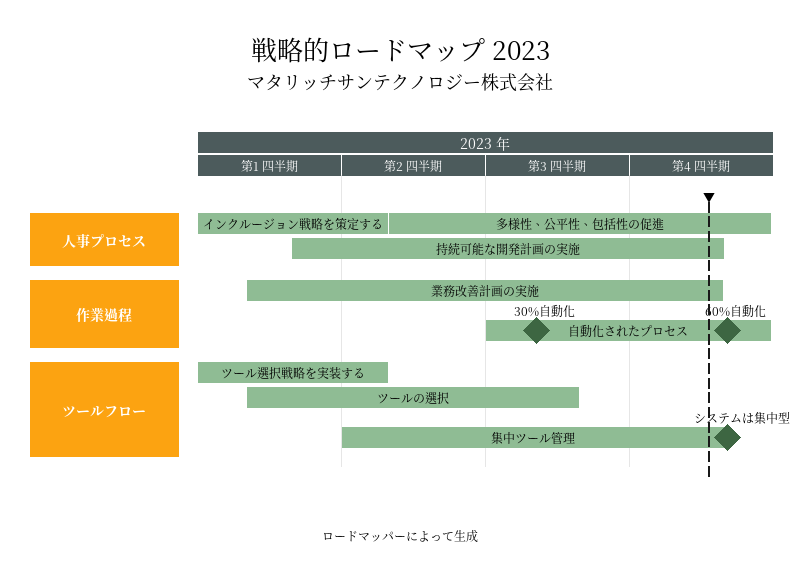 戦略的ロードマップ 2023
マタリッチサンテクノロジー株式会社
2023 年
第1 四半期
第2 四半期
第3 四半期
第4 四半期
人事プロセス
インクルージョン戦略を策定する
多様性、公平性、包括性の促進
持続可能な開発計画の実施
作業過程
業務改善計画の実施
30%自動化
60%自動化
自動化されたプロセス
ツールフロー
ツール選択戦略を実装する
ツールの選択
システムは集中型
集中ツール管理
ロードマッパーによって生成